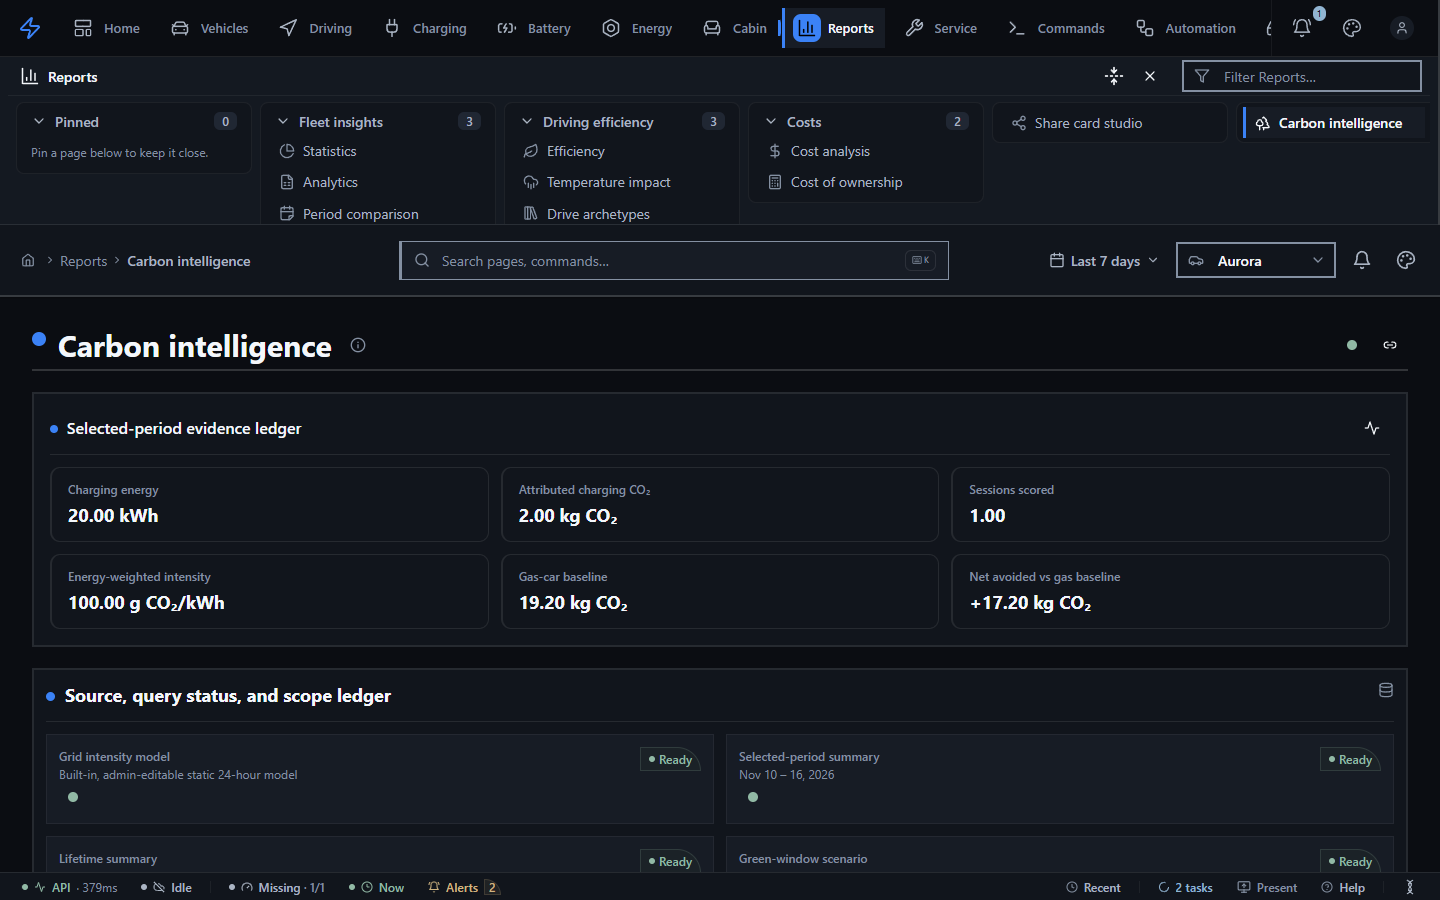 Home Vehicles Driving Charging Battery Energy Cabin Reports Service Commands Automation 1
Reports Filter Reports...
Pinned 0
Pin a page below to keep it close.
Fleet insights 3
Statistics
Analytics
Period comparison
Driving efficiency 3
Efficiency
Temperature impact
Drive archetypes
Costs 2
Cost analysis
Cost of ownership
Share card studio
Carbon intelligence
Reports Carbon intelligence Search pages, commands... K Last 7 days Aurora
Carbon intelligence
Selected-period evidence ledger
Charging energy
20.00 kWh
Attributed charging CO₂
2.00 kg CO₂
Sessions scored
1.00
Energy-weighted intensity
100.00 g CO₂/kWh
Gas-car baseline
19.20 kg CO₂
Net avoided vs gas baseline
+17.20 kg CO₂
Source, query status, and scope ledger
Grid intensity model Ready
Built-in, admin-editable static 24-hour model
Selected-period summary Ready
Nov 10 – 16, 2026
Lifetime summary Ready
Green-window scenario Ready
API · 379ms Idle Missing · 1/1 Now Alerts 2 Recent 2 tasks Present Help